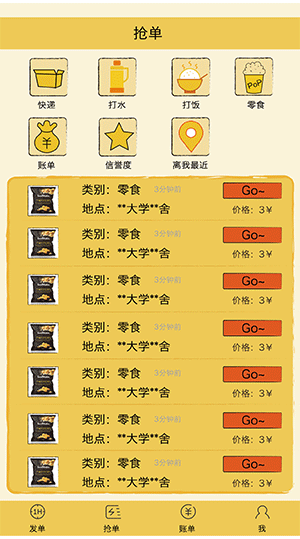 抢单
快递 打水 打饭 零食
PoP
账单 信誉度 离我最近
¥
类别：零食 3分钟前 Go~
地点：**大学**舍 价格：3¥
类别：零食 3分钟前 Go~
地点：**大学**舍 价格：3¥
类别：零食 3分钟前 Go~
地点：**大学**舍 价格：3¥
类别：零食 3分钟前 Go~
地点：**大学**舍 价格：3¥
类别：零食 3分钟前 Go~
地点：**大学**舍 价格：3¥
类别：零食 3分钟前 Go~
地点：**大学**舍 价格：3¥
类别：零食 3分钟前 Go~
地点：**大学**舍 价格：3¥
1H ¥
发单 抢单 账单 我